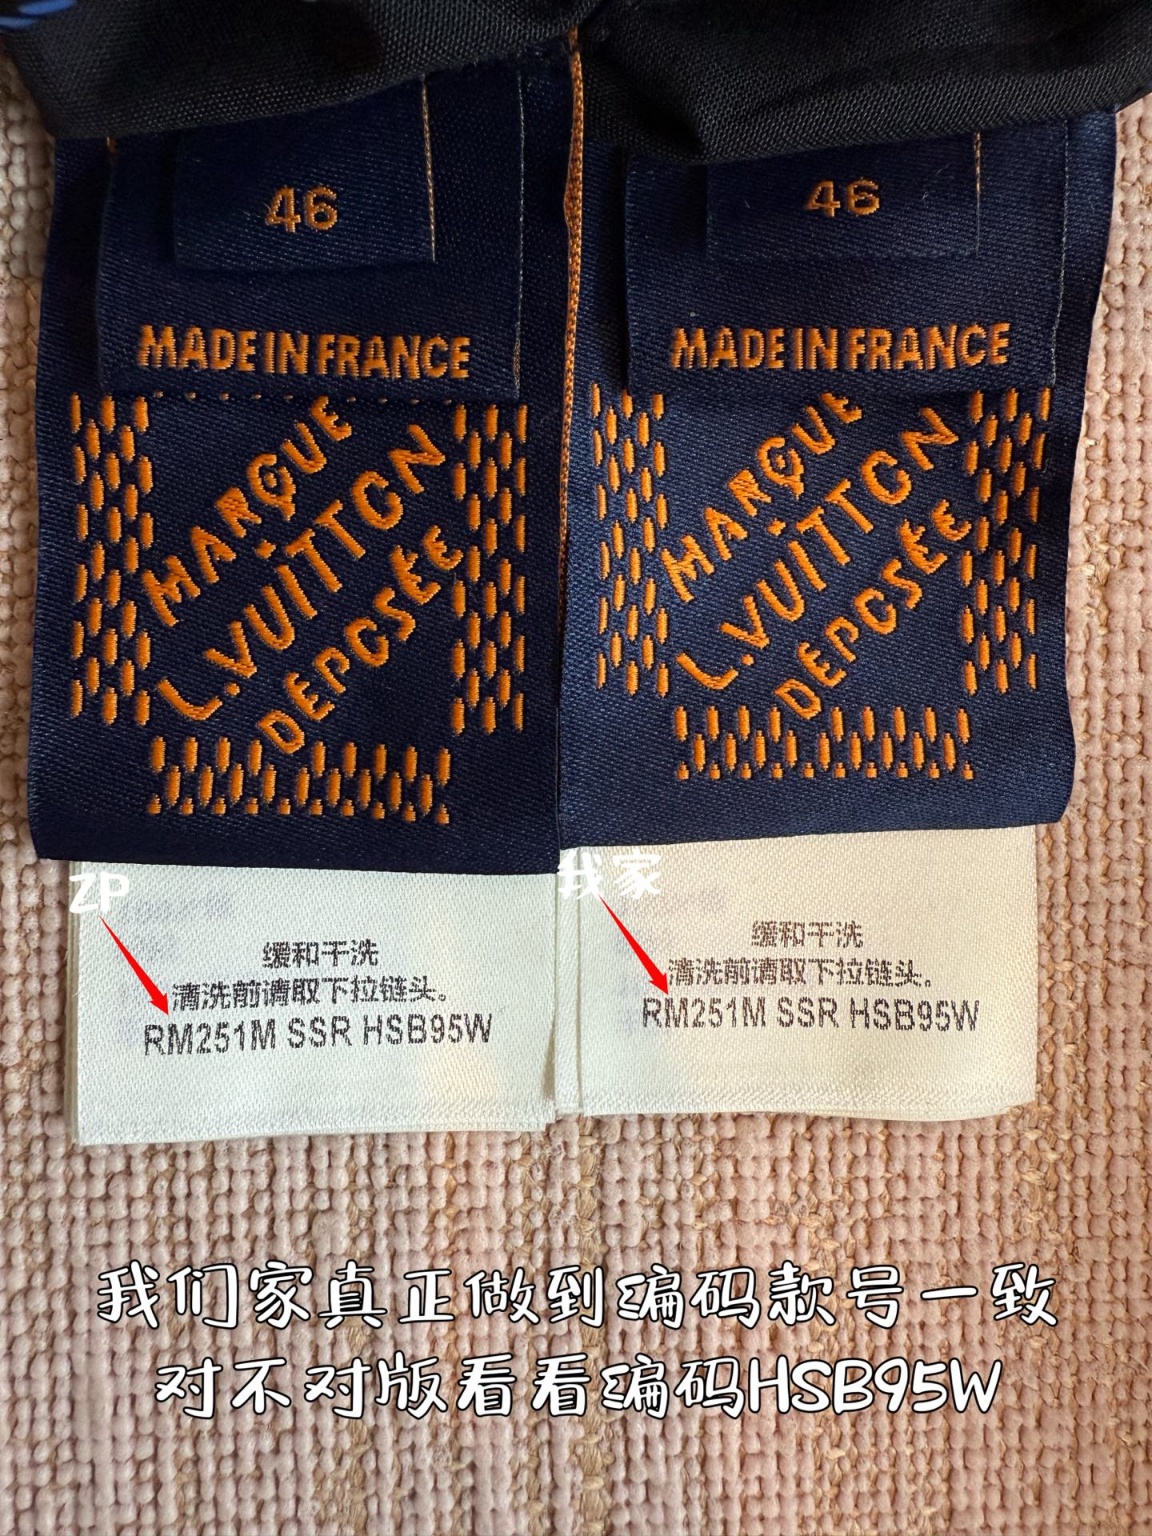 46
MADE IN FRANCE
MARQUE
L.VUITTON
DÉPOSÉE
ZP
缓和干洗
清洗前请取下拉链头。
RM251M SSR HSB95W
46
MADE IN FRANCE
MARQUE
L.VUITTON
DÉPOSÉE
我家
缓和干洗
清洗前请取下拉链头。
RM251M SSR HSB95W
我们家真正做到编码款号一致
对不对版看看编码HSB95W